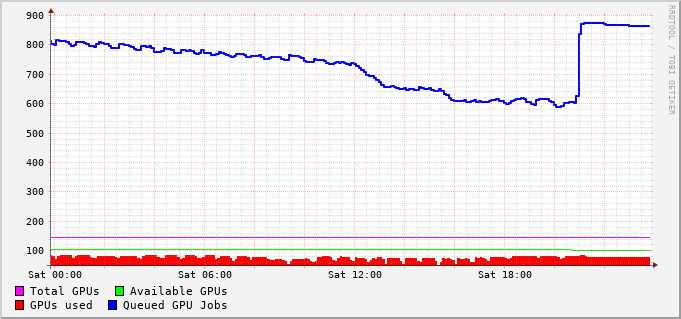 900
800
700
600
500
400
300
200
100
Sat 00:00 Sat 06:00 Sat 12:00 Sat 18:00
Total GPUs Available GPUs
GPUs used Queued GPU Jobs
RRDTOOL / TOBI OETIKER